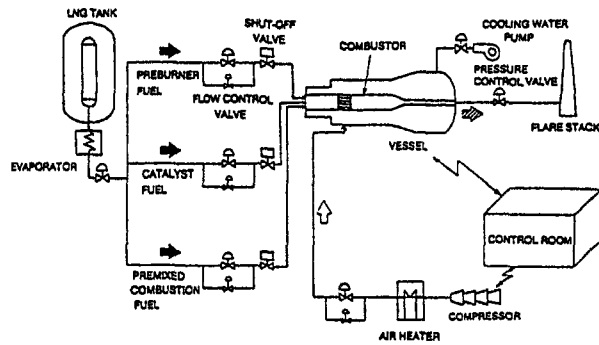 LNG TANK
EVAPORATOR
PREBURNER
FUEL
SHUT-OFF
VALVE
FLOW CONTROL
VALVE
CATALYST
FUEL
PREMIXED
COMBUSTION
FUEL
COMBUSTOR
VESSEL
COOLING WATER
PUMP
PRESSURE
CONTROL VALVE
FLARE STACK
CONTROL ROOM
COMPRESSOR
AIR HEATER